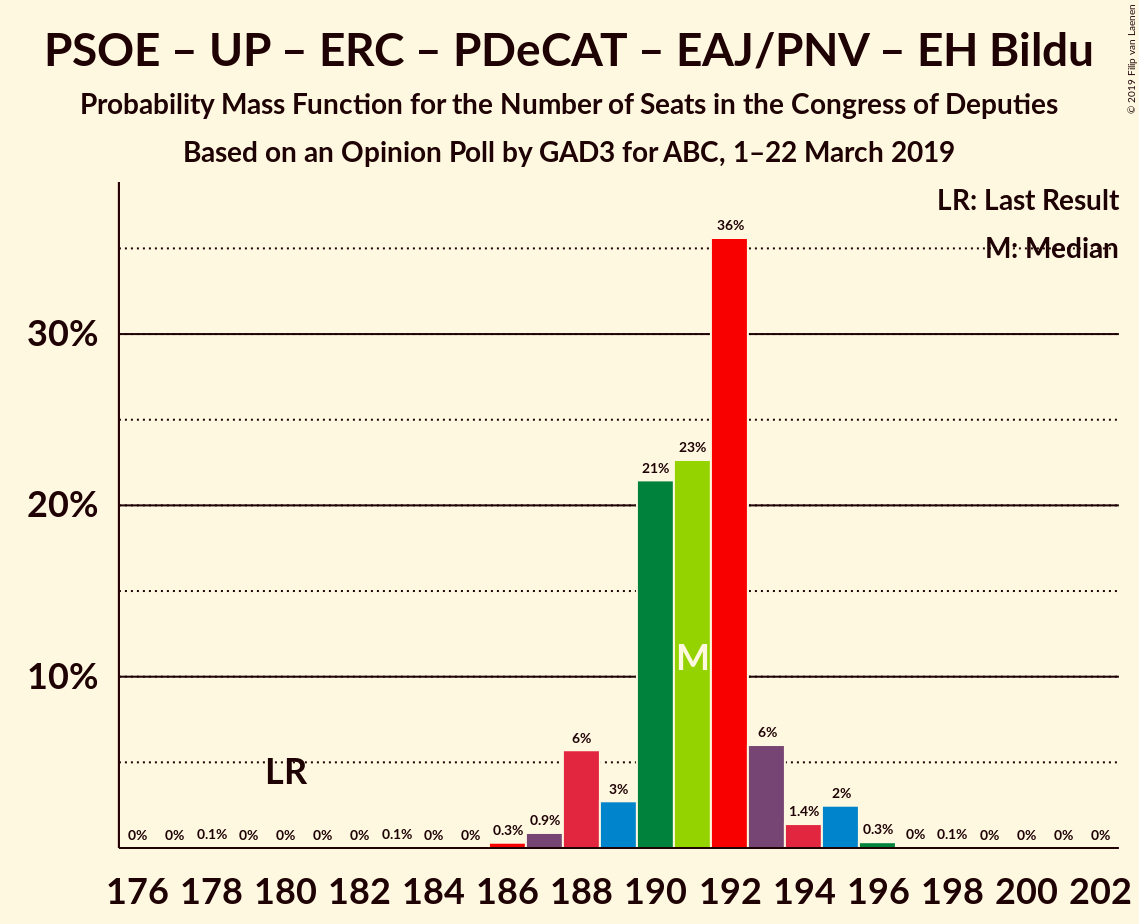 PSOE – UP – ERC – PDeCAT – EAJ/PNV – EH Bildu
Probability Mass Function for the Number of Seats in the Congress of Deputies
Based on an Opinion Poll by GAD3 for ABC, 1–22 March 2019
© 2019 Filip van Laenen
LR: Last Result
M: Median
36%
30%
23%
21%
20%
M
10%
6%
6%
LR
3%
2%
1.4%
0% 0% 0.1% 0% 0% 0% 0% 0.1% 0% 0% 0.3% 0.9% 0.3% 0% 0.1% 0% 0% 0% 0%
176 178 180 182 184 186 188 190 192 194 196 198 200 202